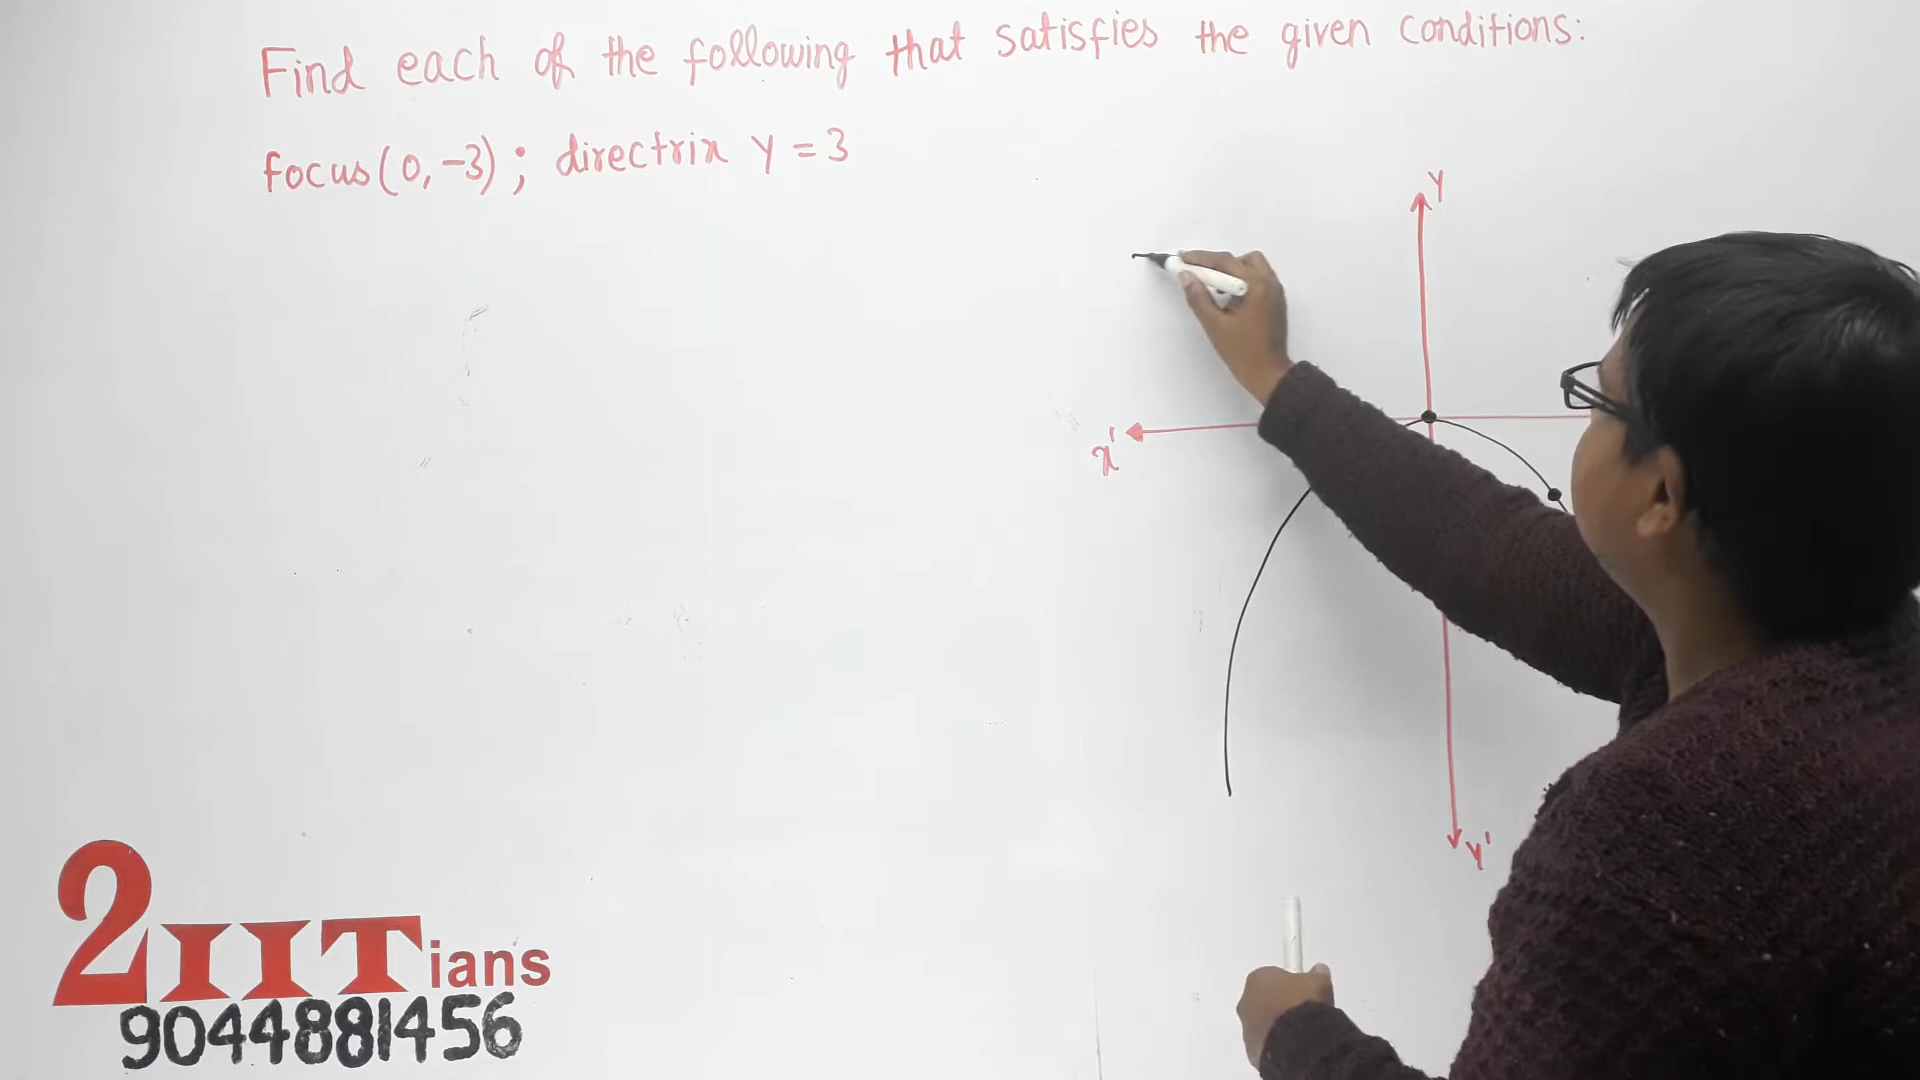 Find each of the following that satisfies the given conditions:
focus(0,-3); directrix y = 3
Y
x'
Y'
2IITians
9044881456